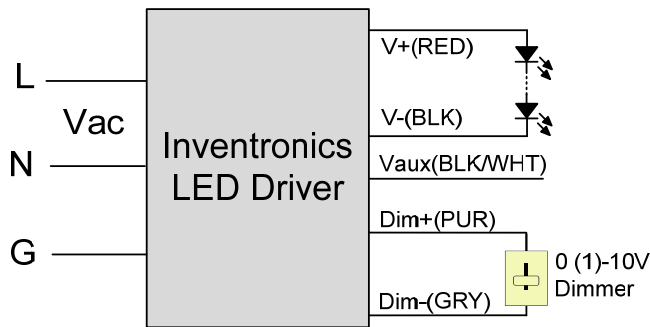 L
Vac
N
G
Inventronics
LED Driver
V+(RED)
V-(BLK)
Vaux(BLK/WHT)
Dim+(PUR)
Dim-(GRY)
0 (1)-10V
Dimmer